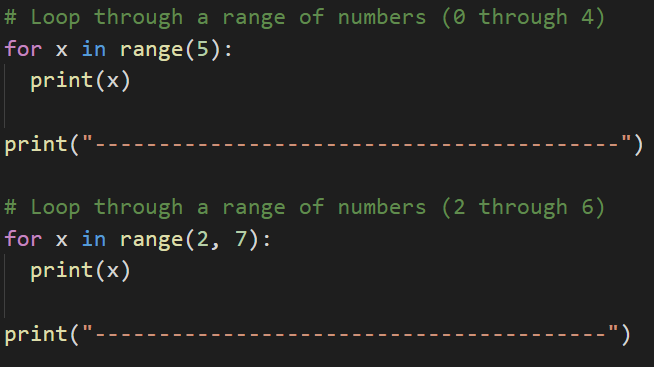 # Loop through a range of numbers (0 through 4)
for x in range(5):
  print(x)
print("-----------------------------------------")
# Loop through a range of numbers (2 through 6)
for x in range(2, 7):
  print(x)
print("----------------------------------------")